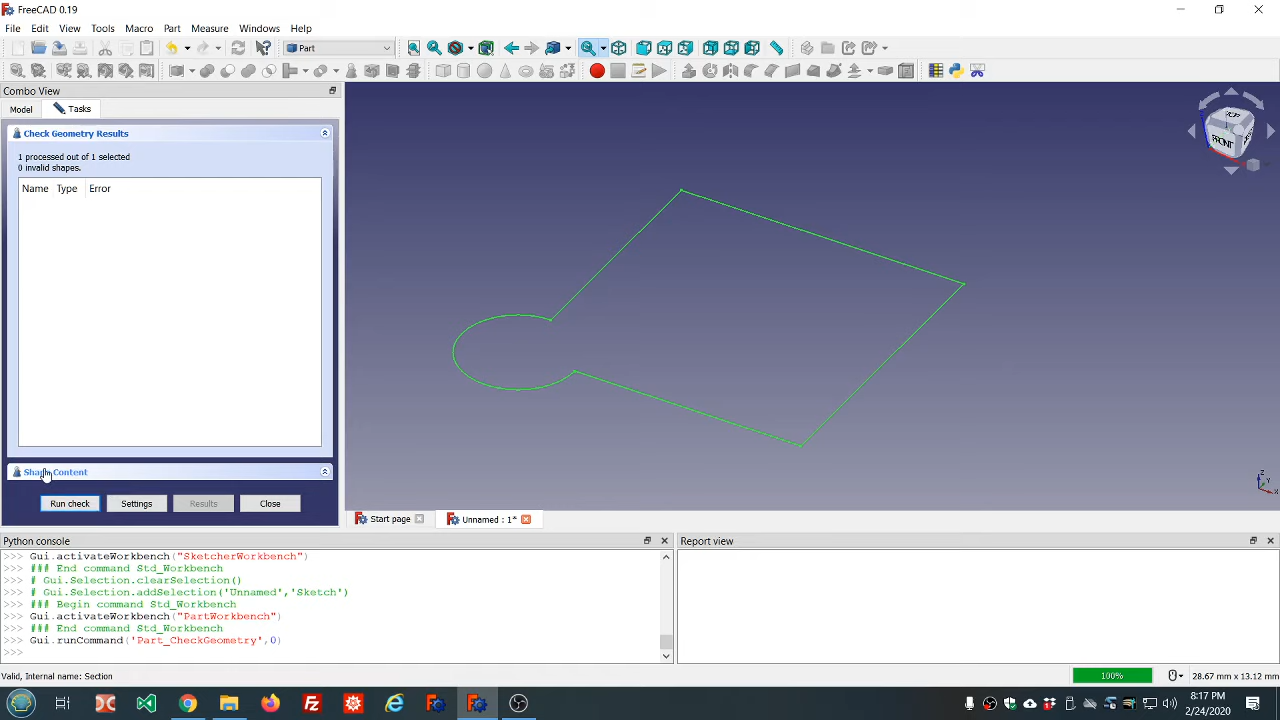 FreeCAD 0.19
File Edit View Tools Macro Part Measure Windows Help
Part
Combo View
Model Tasks
Check Geometry Results
1 processed out of 1 selected
0 invalid shapes.
Name Type Error
Shape Content
Run check Settings Results Close
TOP
FRONT
Z
Y
X
Start page Unnamed : 1*
Python console
>>> Gui.activateWorkbench("SketcherWorkbench")
>>> ### End command Std_Workbench
>>> # Gui.Selection.clearSelection()
>>> # Gui.Selection.addSelection('Unnamed','Sketch')
>>> ### Begin command Std_Workbench
>>> Gui.activateWorkbench("PartWorkbench")
>>> ### End command Std_Workbench
>>> Gui.runCommand('Part_CheckGeometry',0)
>>>
Report view
Valid, Internal name: Section
100%
28.67 mm x 13.12 mm
8:17 PM
2/24/2020